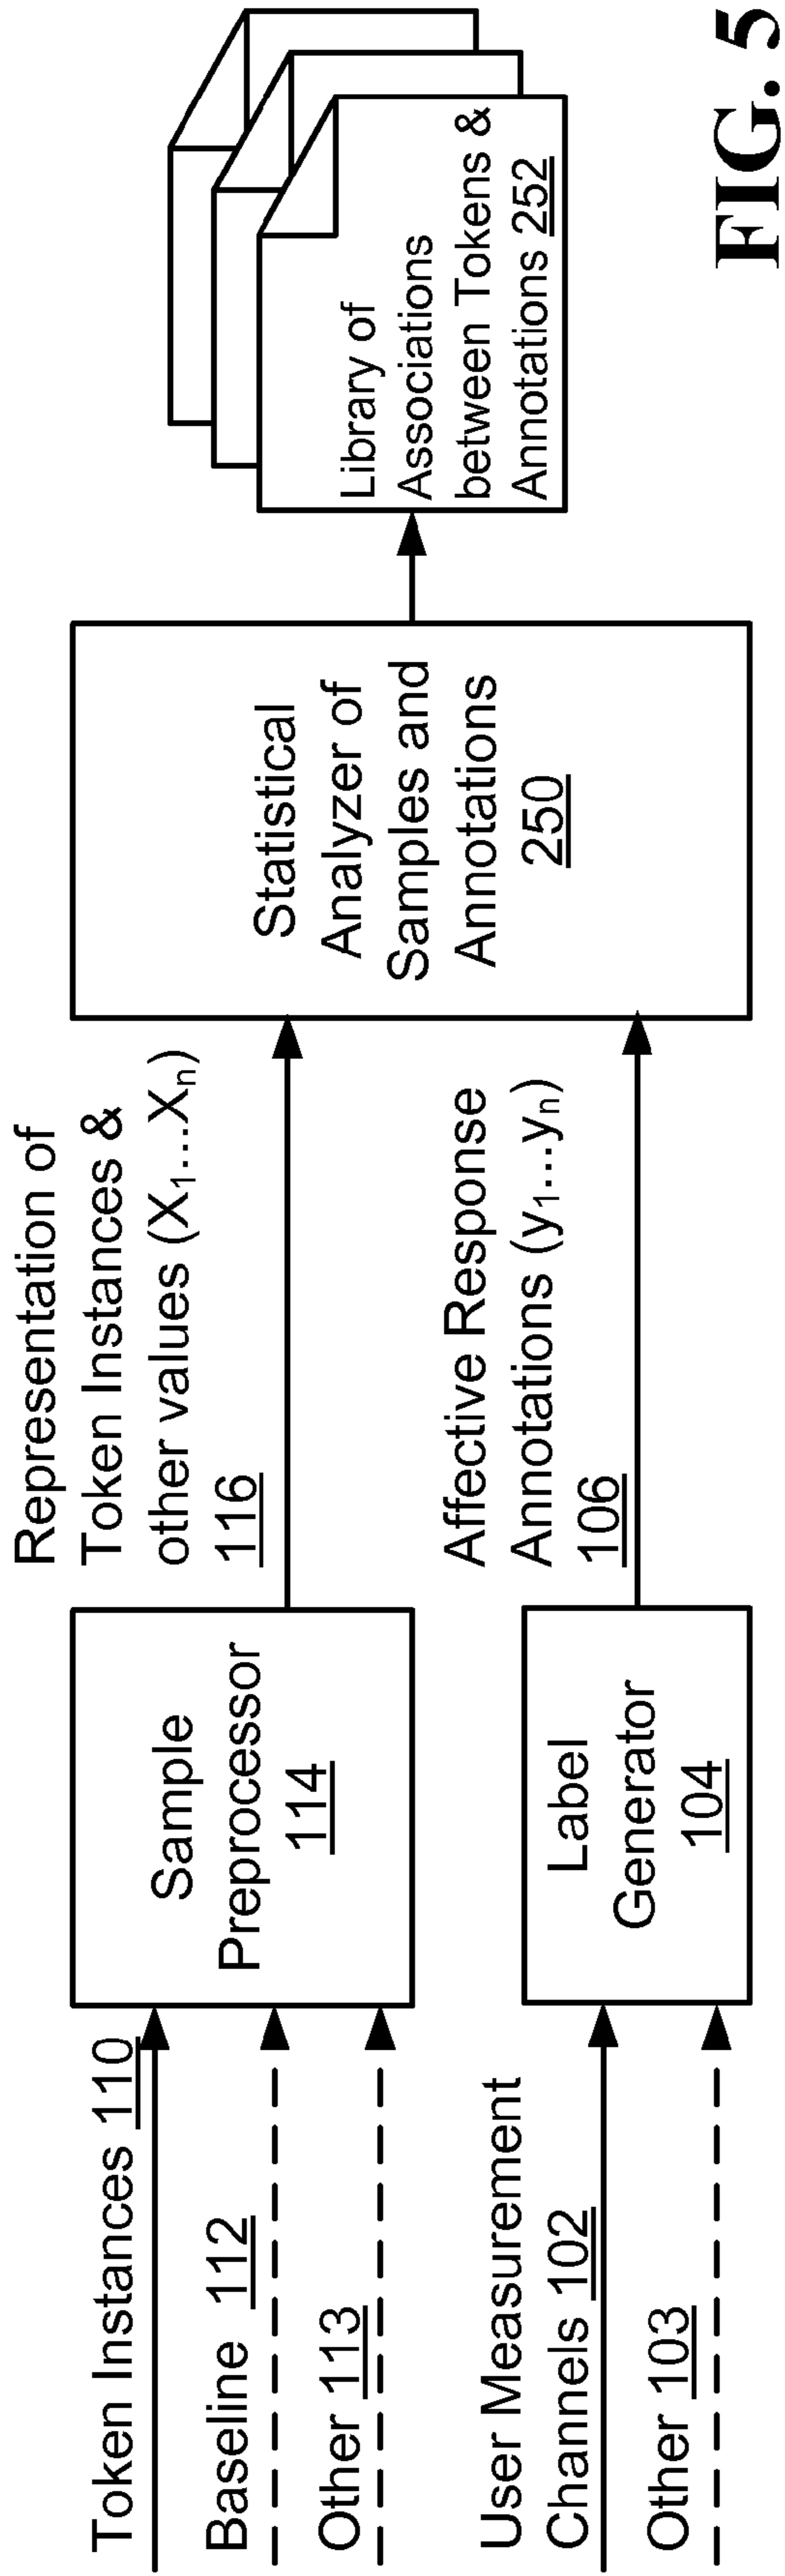 Token Instances 110
Baseline 112
Other 113
Sample
Preprocessor
114
Representation of
Token Instances &
other values (X₁...Xₙ)
116
User Measurement
Channels 102
Other 103
Label
Generator
104
Affective Response
Annotations (y₁...yₙ)
106
Statistical
Analyzer of
Samples and
Annotations
250
Library of
Associations
between Tokens &
Annotations 252
FIG. 5